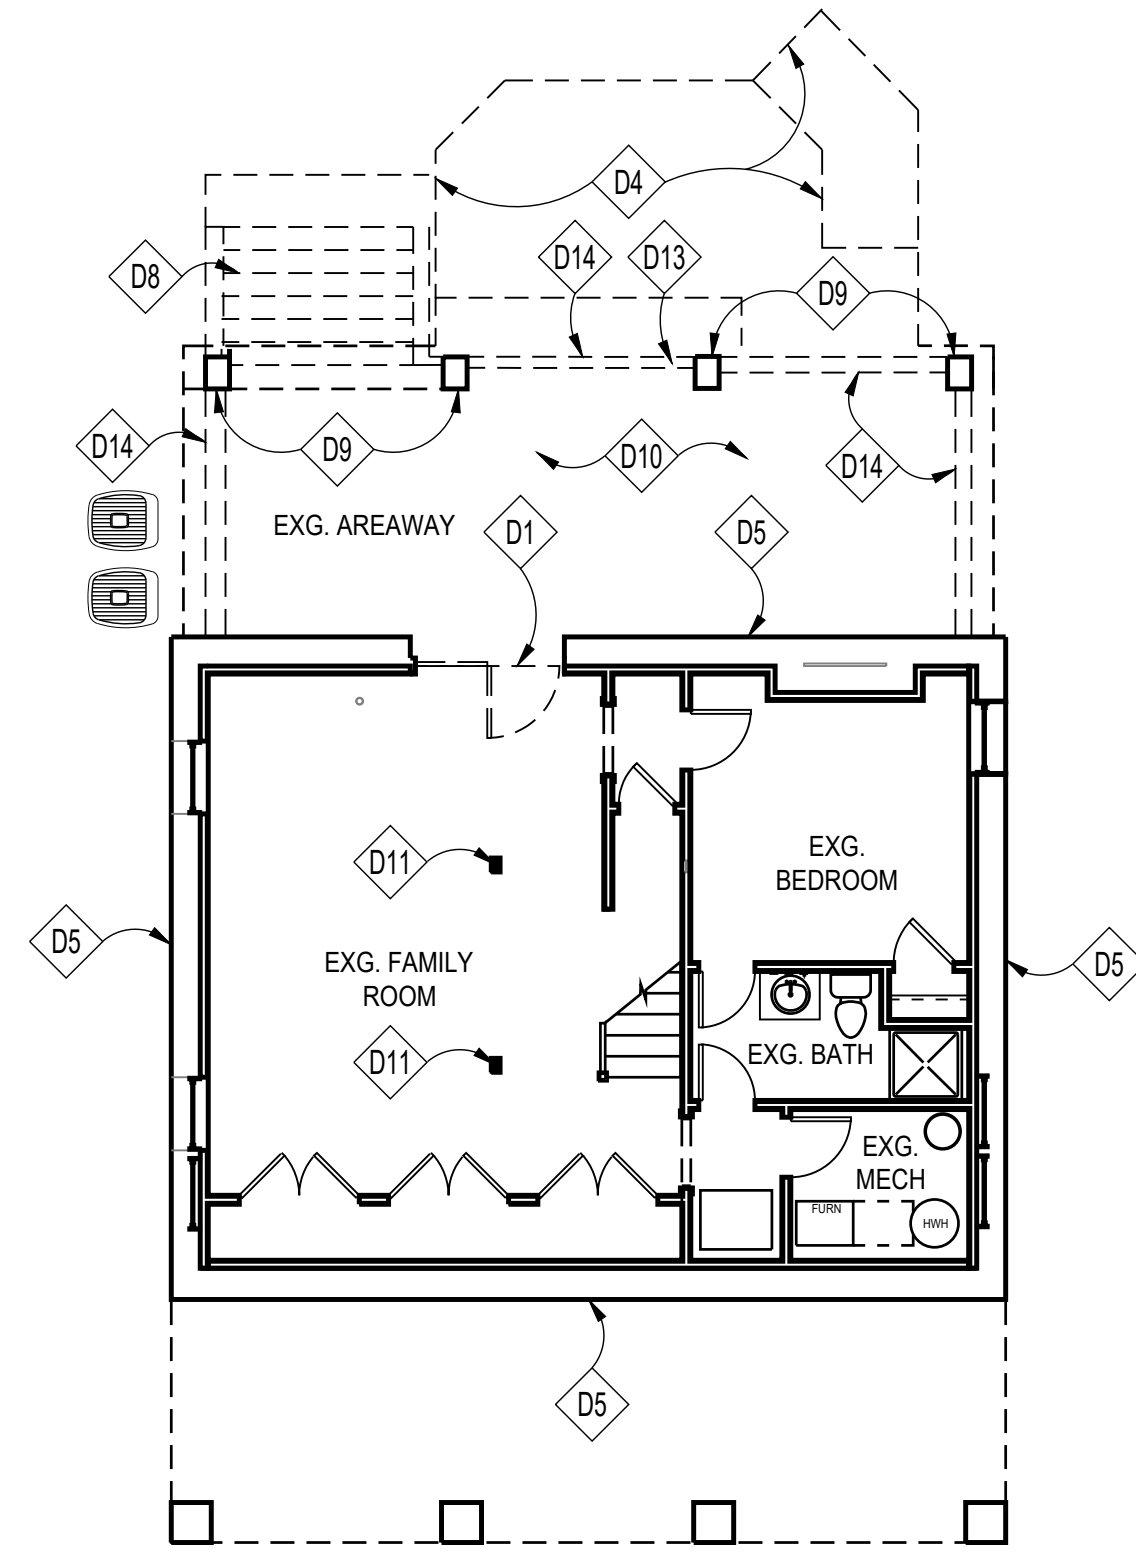 D4
D14
D13
D8
D9
D14
D9
D10
D14
EXG. AREAWAY
D1
D5
D11
EXG.
BEDROOM
D5
EXG. FAMILY
ROOM
D5
D11
EXG. BATH
EXG.
MECH
FURN
HWH
D5